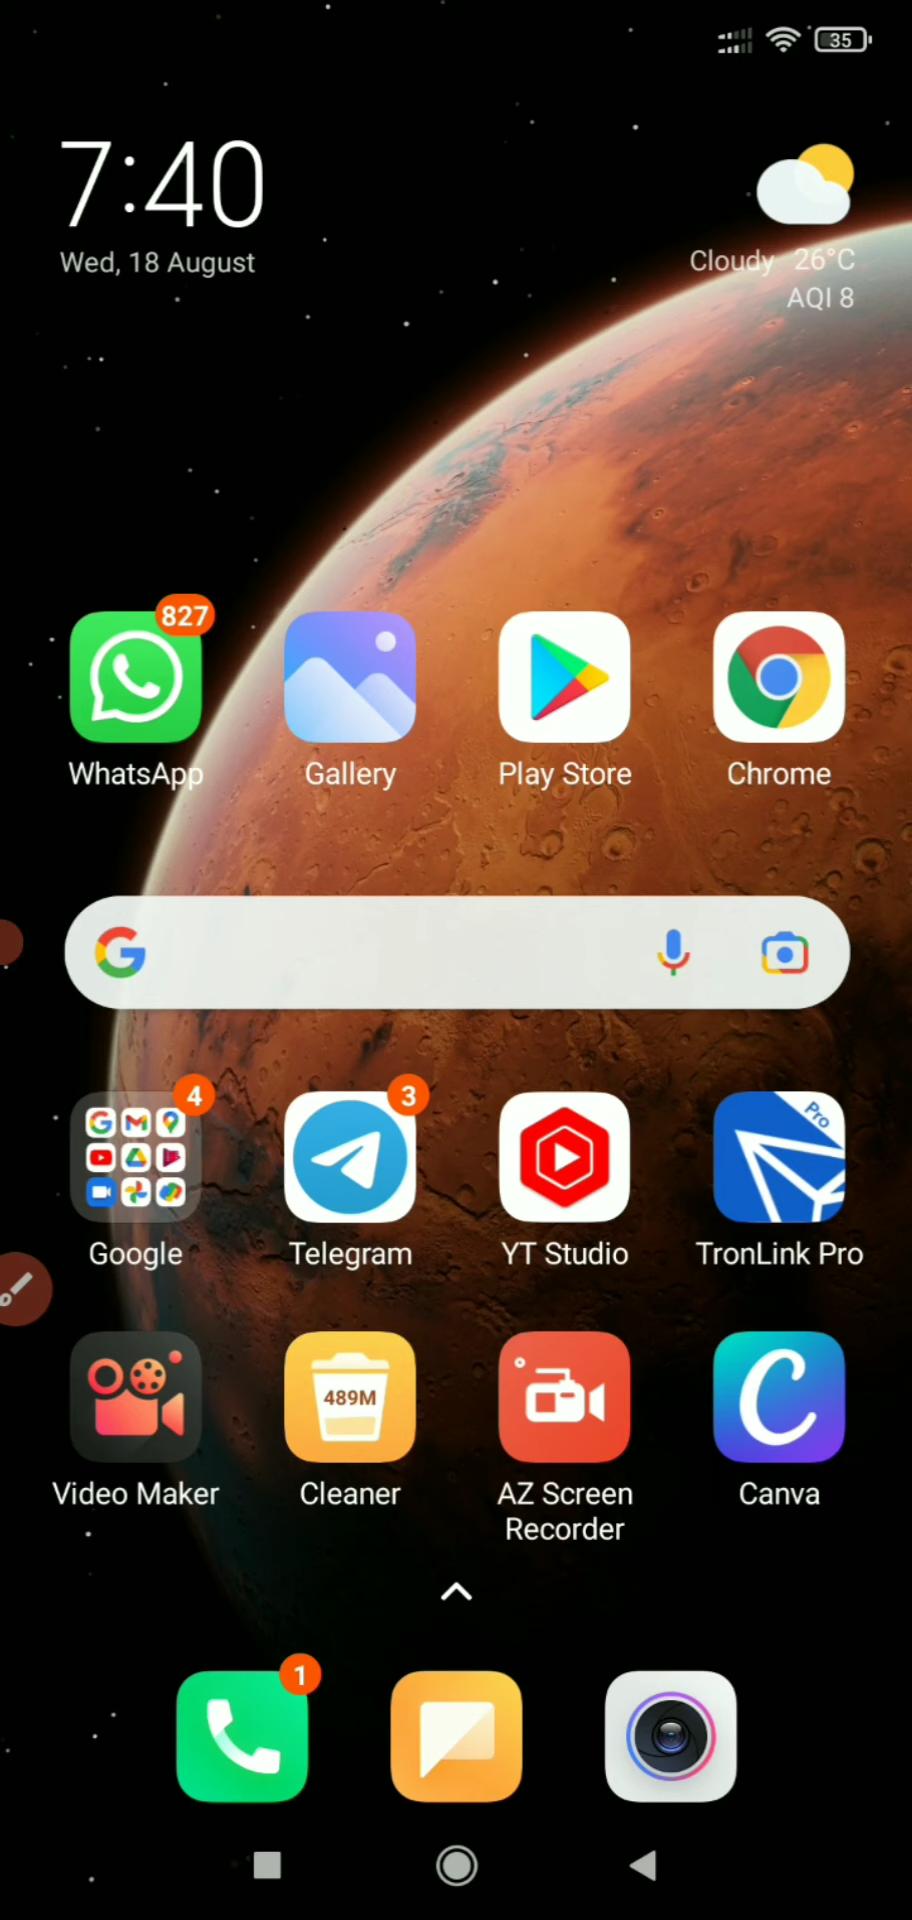 35
7:40
Wed, 18 August
Cloudy 26°C
AQI 8
827
WhatsApp
Gallery
Play Store
Chrome
4
3
Pro
Google
Telegram
YT Studio
TronLink Pro
489M
Video Maker
Cleaner
AZ Screen
Recorder
Canva
1